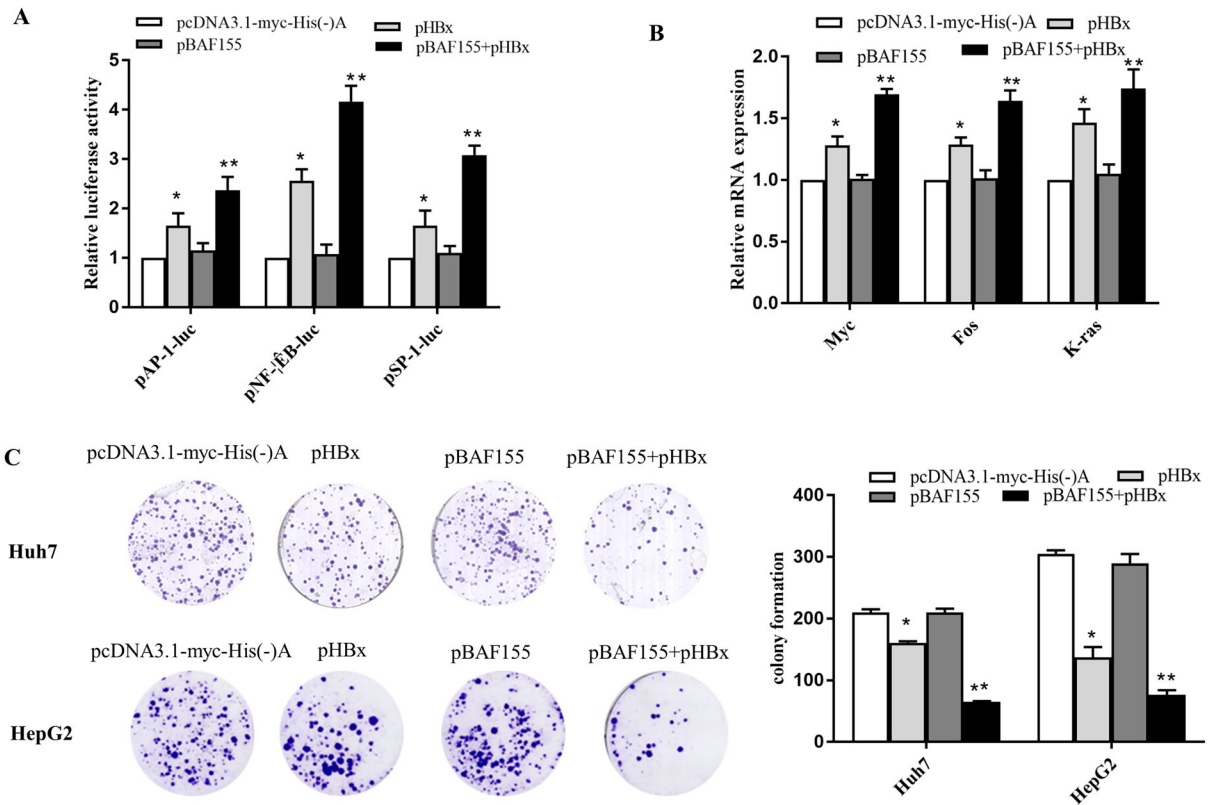 A
pcDNA3.1-myc-His(-)A
pHBx
pBAF155
pBAF155+pHBx
Relative luciferase activity
5
4
3
2
1
0
* ** * ** * **
pAP-1-luc
pNF-¦ÊB-luc
pSP-1-luc
B
pcDNA3.1-myc-His(-)A
pHBx
pBAF155
pBAF155+pHBx
Relative mRNA expression
2.0
1.5
1.0
0.5
0.0
* ** * ** * **
Myc
Fos
K-ras
C
pcDNA3.1-myc-His(-)A pHBx pBAF155 pBAF155+pHBx
Huh7
pcDNA3.1-myc-His(-)A pHBx pBAF155 pBAF155+pHBx
HepG2
pcDNA3.1-myc-His(-)A
pHBx
pBAF155
pBAF155+pHBx
colony formation
400
300
200
100
0
* ** * **
Huh7
HepG2